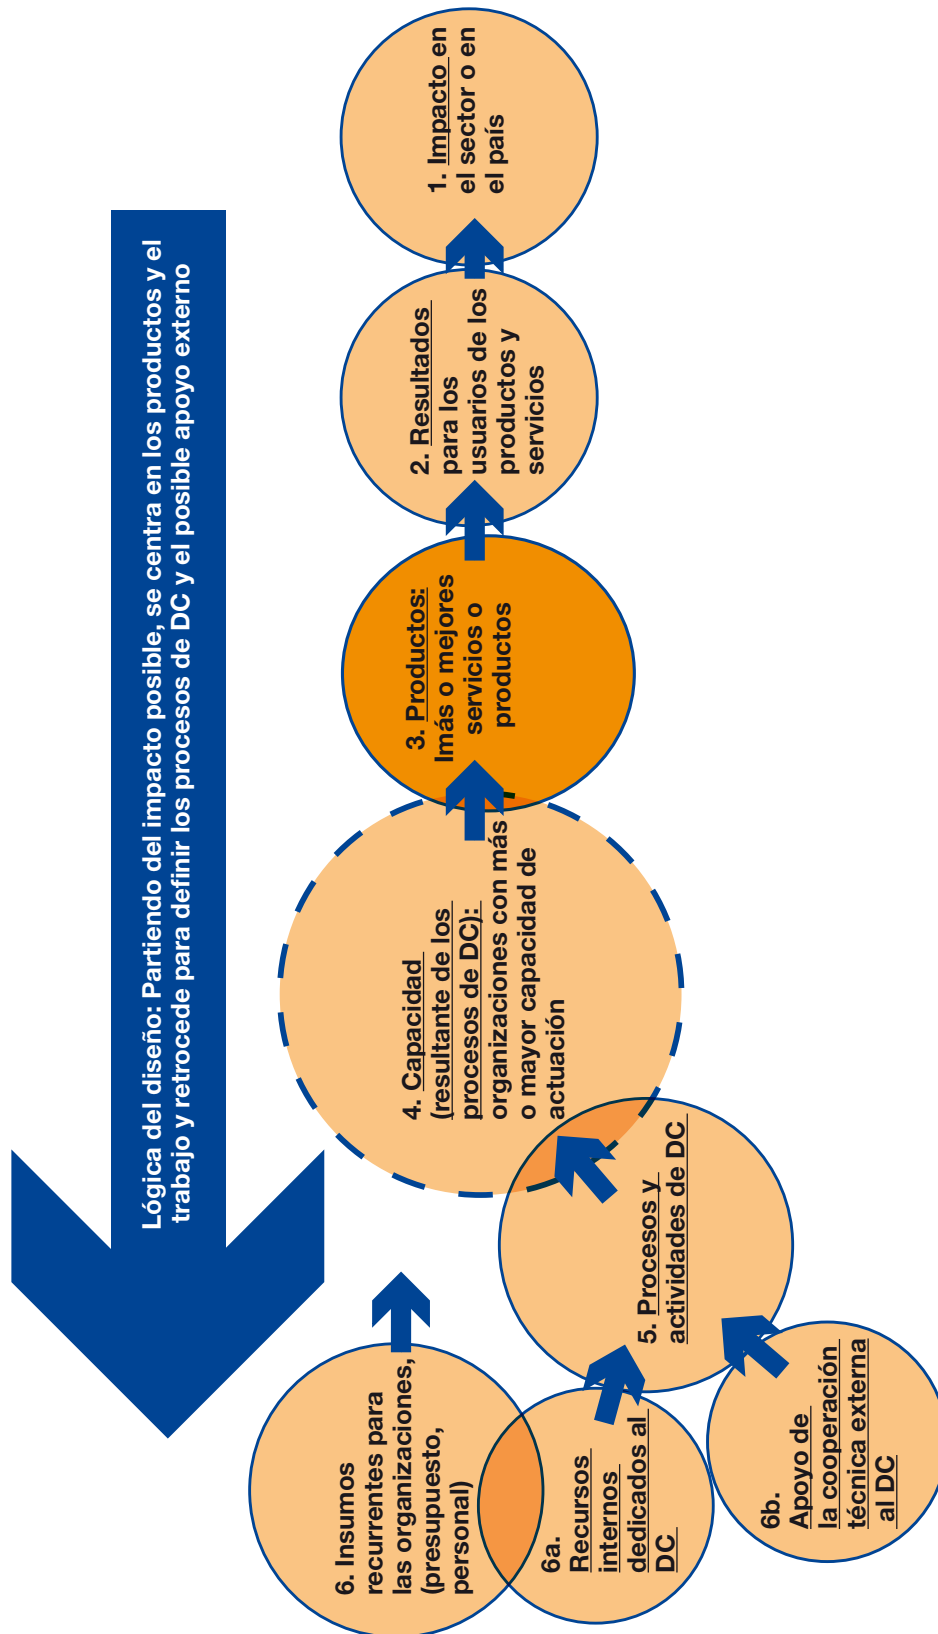 Lógica del diseño: Partiendo del impacto posible, se centra en los productos y el
trabajo y retrocede para definir los procesos de DC y el posible apoyo externo
6. Insumos
recurrentes para
las organizaciones,
(presupuesto,
personal)
6a.
Recursos
internos
dedicados al
DC
6b.
Apoyo de
la cooperación
técnica externa
al DC
5. Procesos y
actividades de DC
4. Capacidad
(resultante de los
procesos de DC):
organizaciones con más
o mayor capacidad de
actuación
3. Productos:
lmás o mejores
servicios o
productos
2. Resultados
para los
usuarios de los
productos y
servicios
1. Impacto en
el sector o en
el país